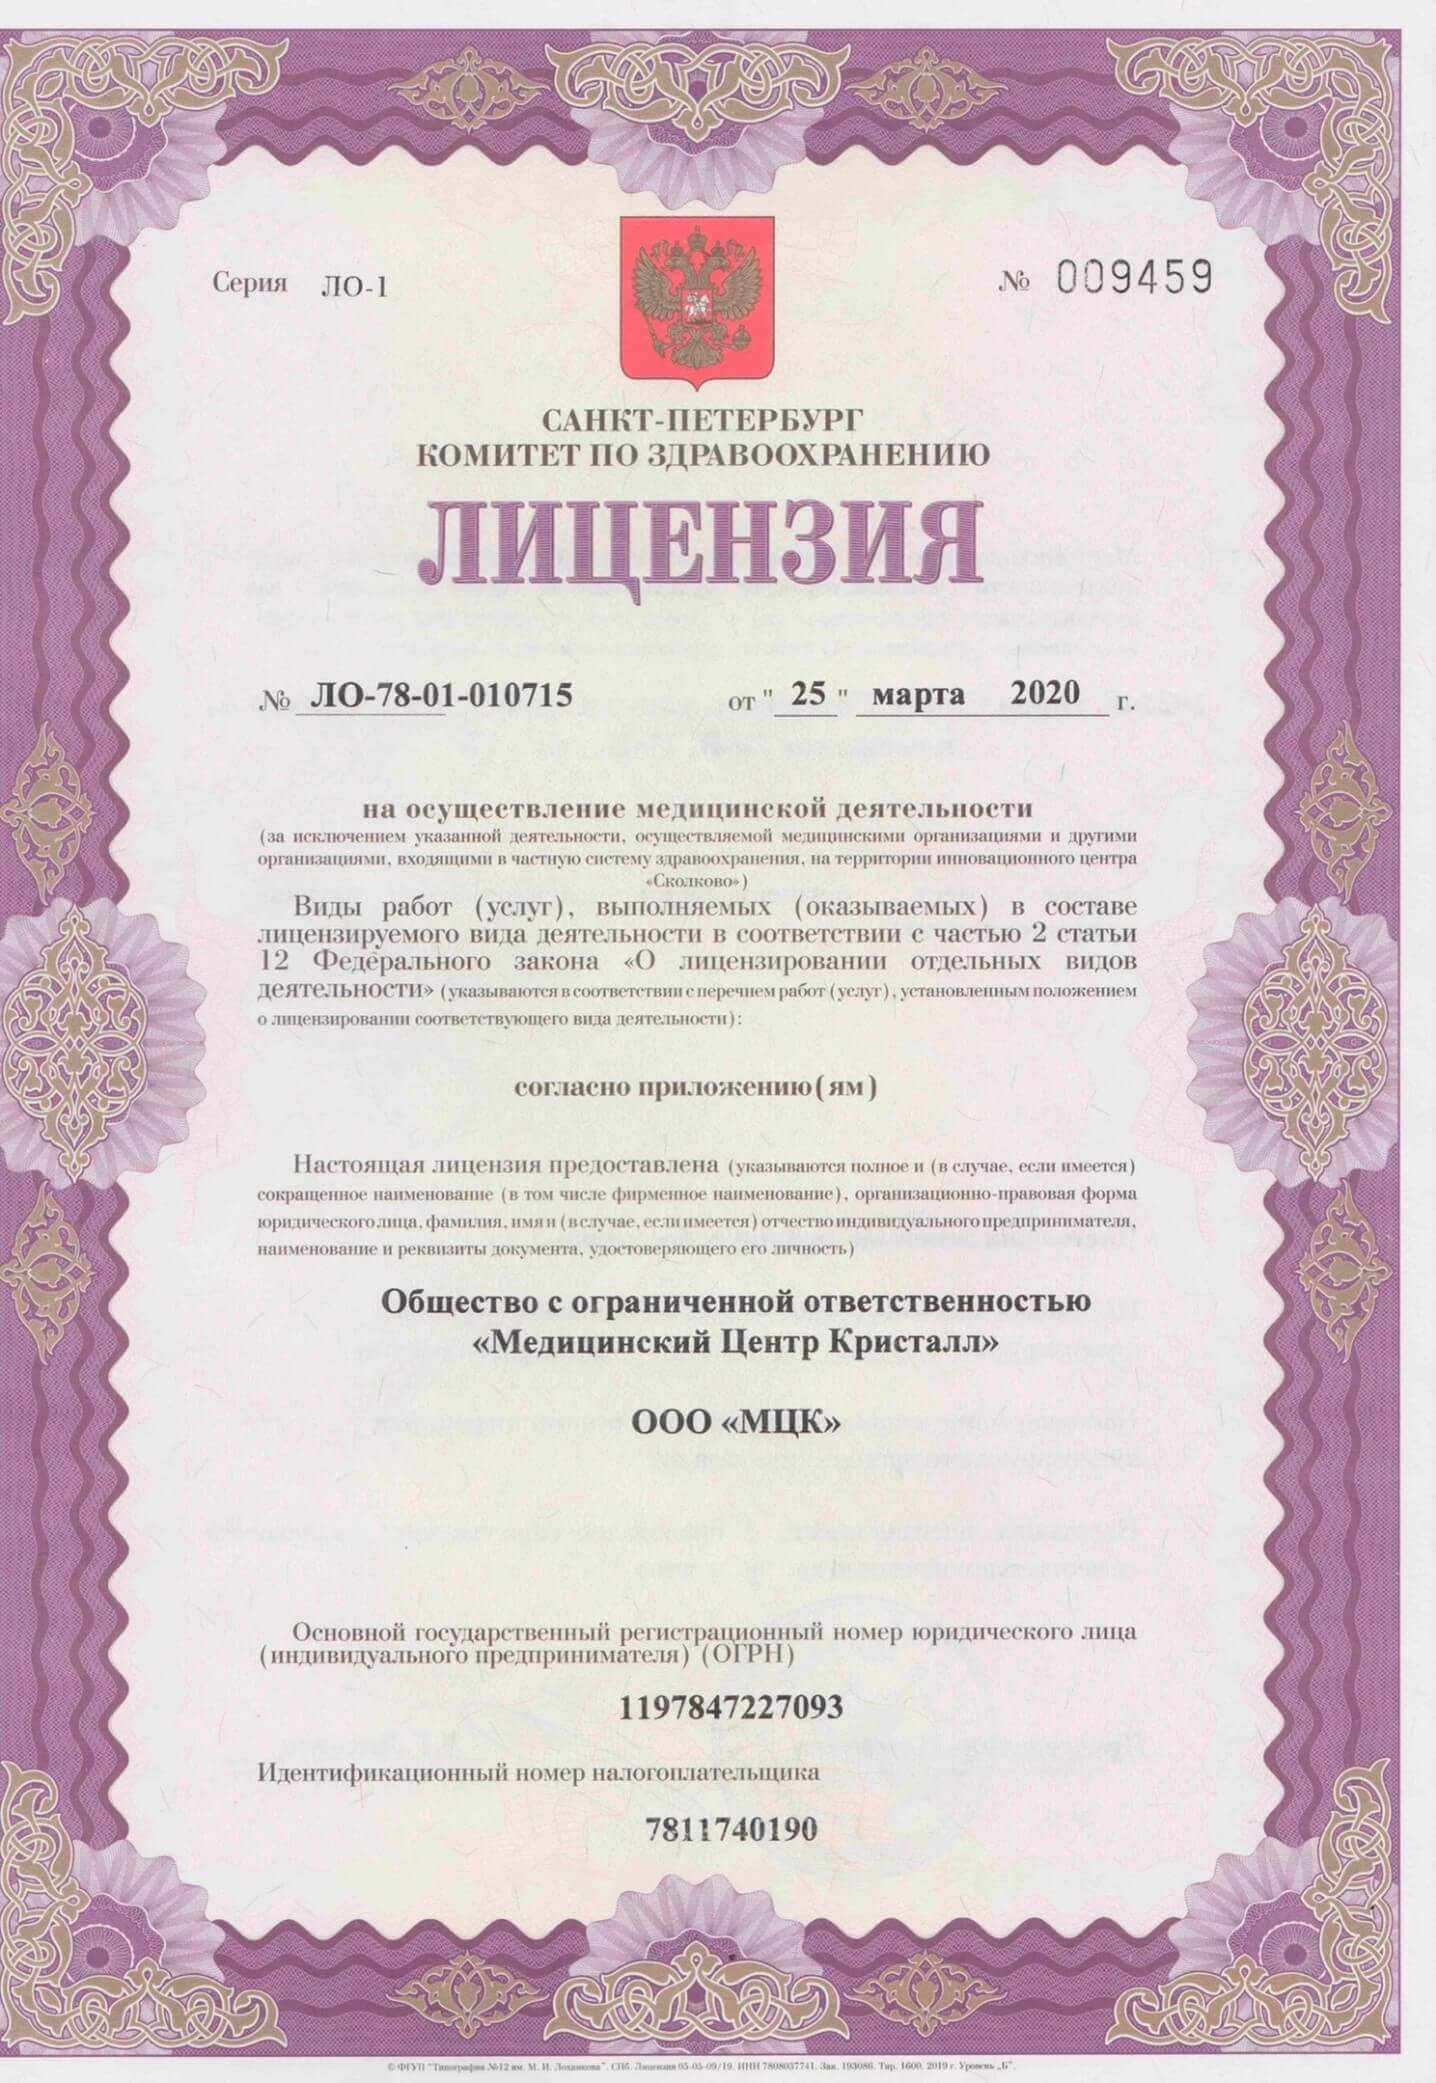 Серия ЛО-1 № 009459
САНКТ-ПЕТЕРБУРГ
КОМИТЕТ ПО ЗДРАВООХРАНЕНИЮ
ЛИЦЕНЗИЯ
№ ЛО-78-01-010715 от " 25 " марта 2020 г.
на осуществление медицинской деятельности
(за исключением указанной деятельности, осуществляемой медицинскими организациями и другими
организациями, входящими в частную систему здравоохранения, на территории инновационного центра
«Сколково»)
Виды работ (услуг), выполняемых (оказываемых) в составе
лицензируемого вида деятельности в соответствии с частью 2 статьи
12 Федерального закона «О лицензировании отдельных видов
деятельности» (указываются в соответствии с перечнем работ (услуг), установленным положением
о лицензировании соответствующего вида деятельности):
согласно приложению(ям)
Настоящая лицензия предоставлена (указываются полное и (в случае, если имеется)
сокращенное наименование (в том числе фирменное наименование), организационно-правовая форма
юридического лица, фамилия, имя и (в случае, если имеется) отчество индивидуального предпринимателя,
наименование и реквизиты документа, удостоверяющего его личность)
Общество с ограниченной ответственностью
«Медицинский Центр Кристалл»
ООО «МЦК»
Основной государственный регистрационный номер юридического лица
(индивидуального предпринимателя) (ОГРН)
1197847227093
Идентификационный номер налогоплательщика
7811740190
© ФГУП "Типография №12 им. М. И. Лоханкова". СПб. Лицензия 05-05-09/19. ИНН 7808037741. Зак. 193086. Тир. 1600. 2019 г. Уровень „Б".